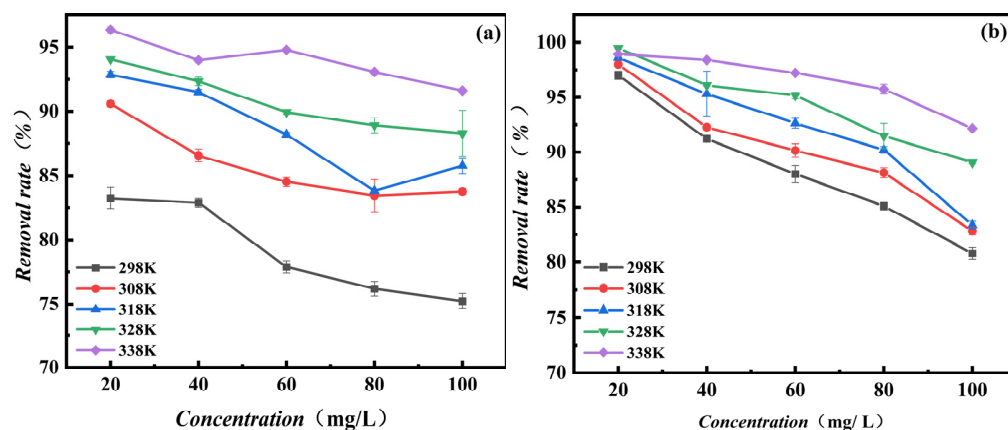 (a)
Removal rate（%）
95
90
85
80
75
70
298K
308K
318K
328K
338K
20 40 60 80 100
Concentration（mg/L）
(b)
Removal rate（ % ）
100
95
90
85
80
75
70
298K
308K
318K
328K
338K
20 40 60 80 100
Concentration（mg/ L）